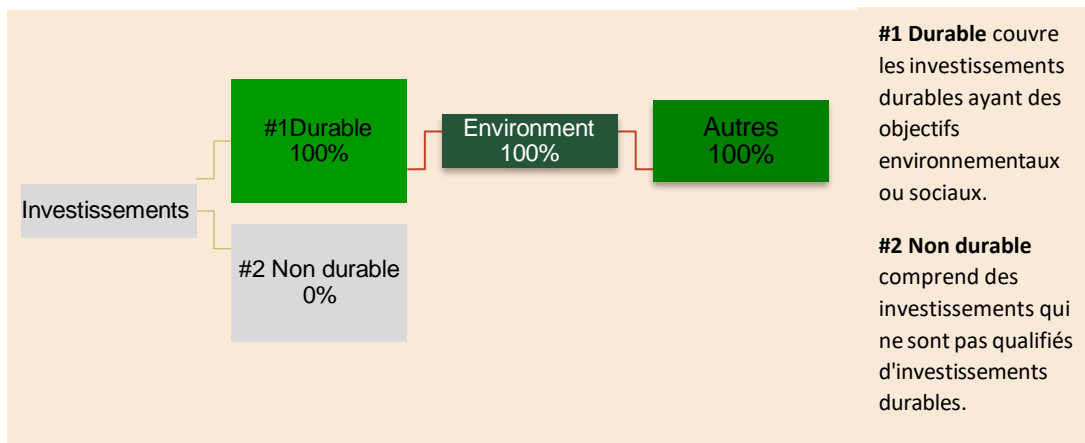 Investissements
#1Durable
100%
#2 Non durable
0%
Environment
100%
Autres
100%
#1 Durable couvre
les investissements
durables ayant des
objectifs
environnementaux
ou sociaux.
#2 Non durable
comprend des
investissements qui
ne sont pas qualifiés
d'investissements
durables.